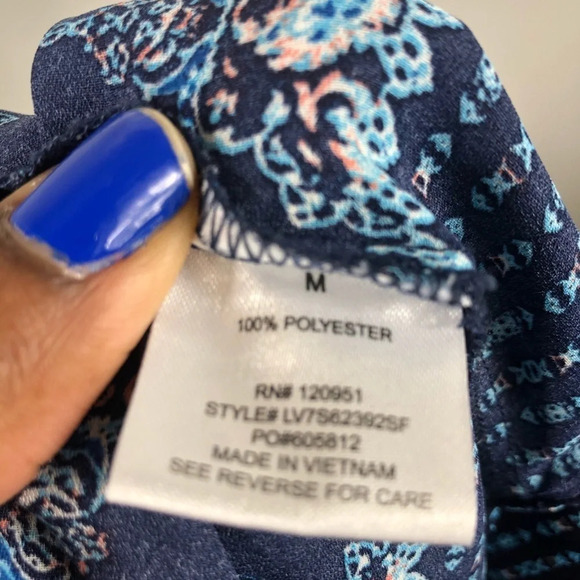 M
100% POLYESTER
RN# 120951
STYLE# LV7S62392SF
PO#605812
MADE IN VIETNAM
SEE REVERSE FOR CARE